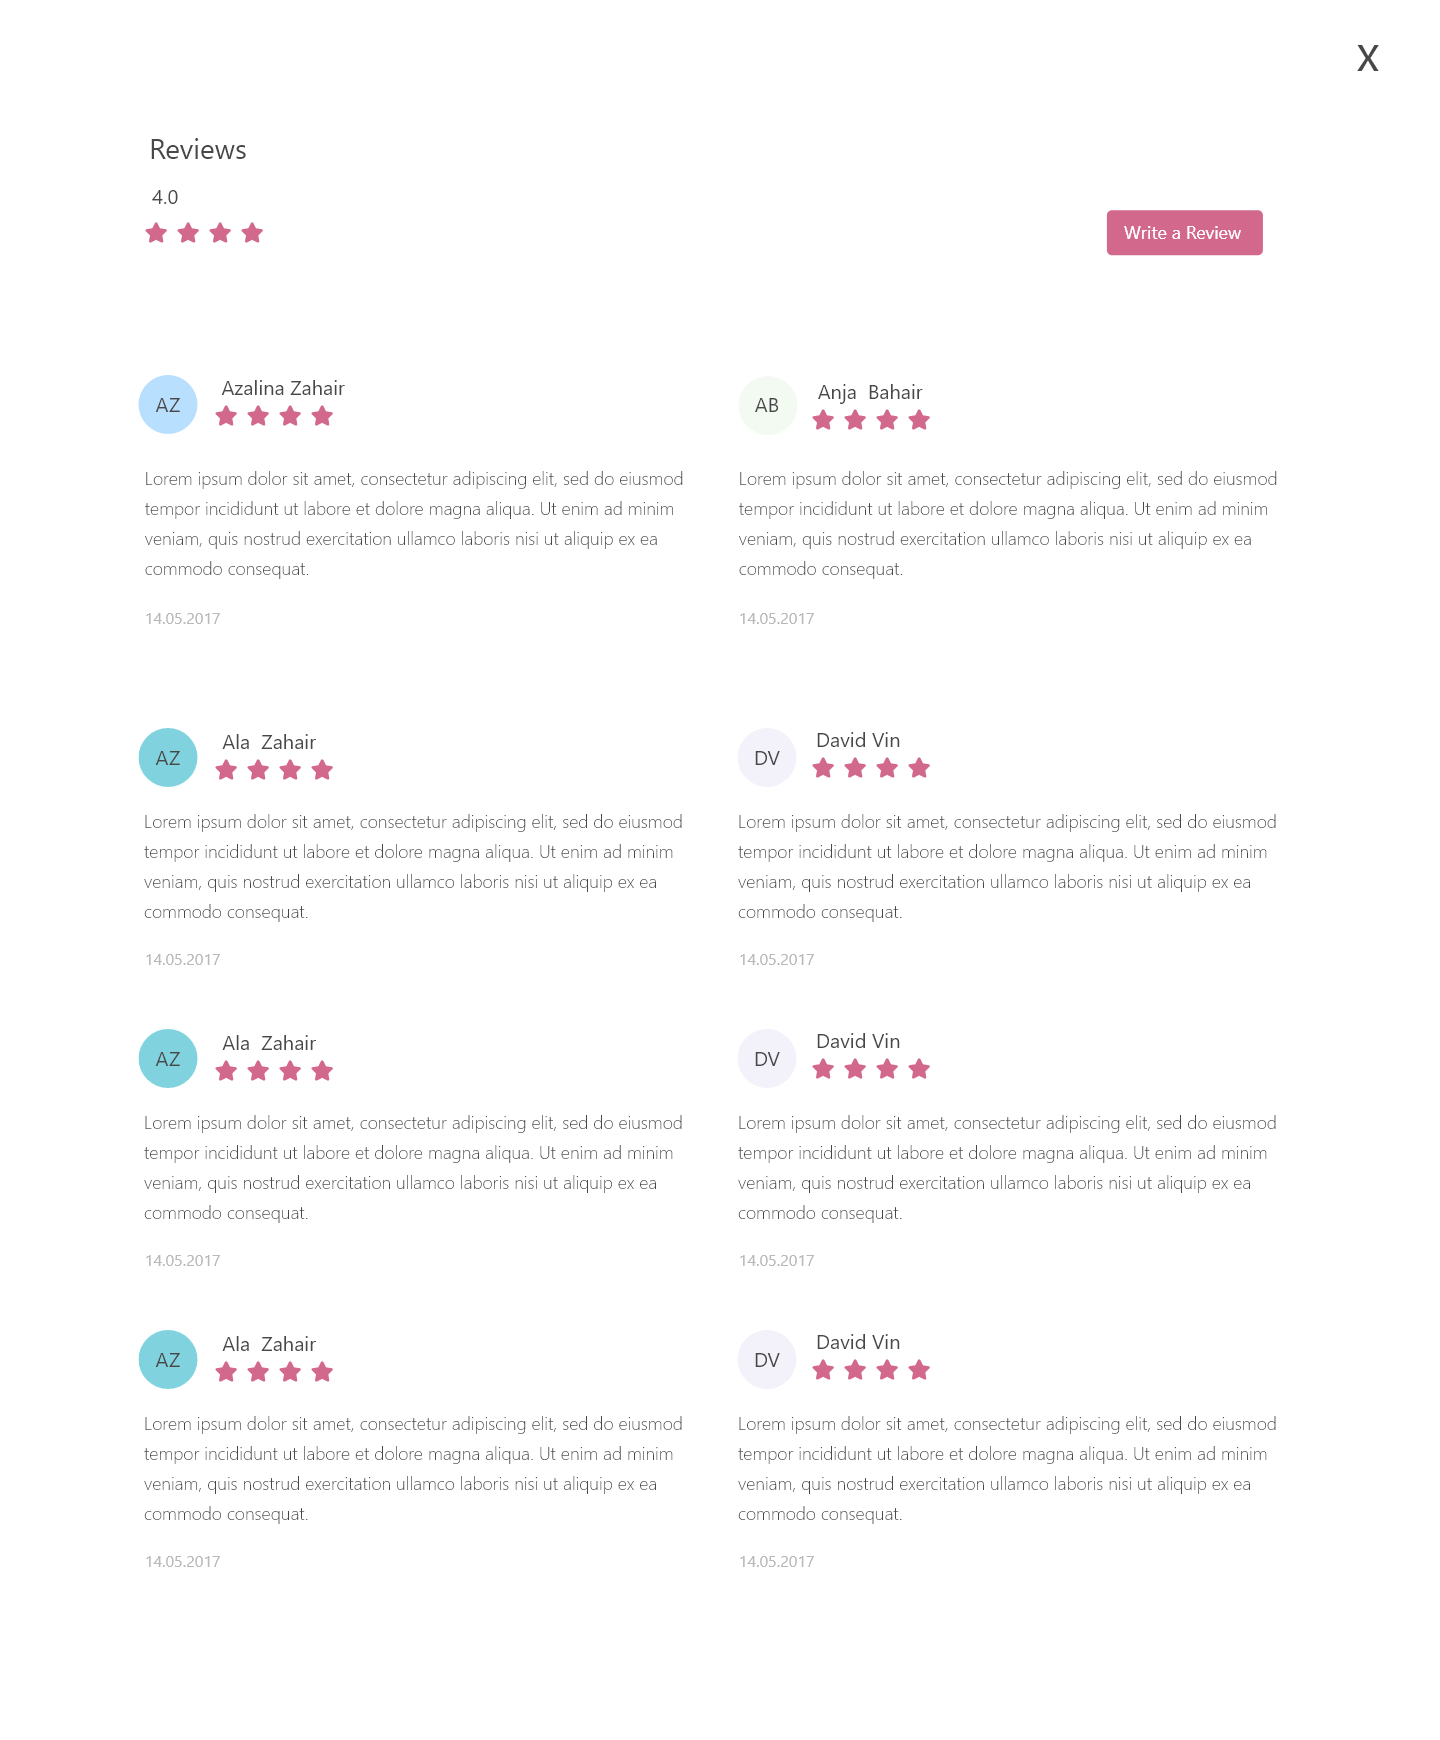 X
Reviews
4.0
Write a Review
AZ
Azalina Zahair
Lorem ipsum dolor sit amet, consectetur adipiscing elit, sed do eiusmod
tempor incididunt ut labore et dolore magna aliqua. Ut enim ad minim
veniam, quis nostrud exercitation ullamco laboris nisi ut aliquip ex ea
commodo consequat.
14.05.2017
AB
Anja  Bahair
Lorem ipsum dolor sit amet, consectetur adipiscing elit, sed do eiusmod
tempor incididunt ut labore et dolore magna aliqua. Ut enim ad minim
veniam, quis nostrud exercitation ullamco laboris nisi ut aliquip ex ea
commodo consequat.
14.05.2017
AZ
Ala  Zahair
Lorem ipsum dolor sit amet, consectetur adipiscing elit, sed do eiusmod
tempor incididunt ut labore et dolore magna aliqua. Ut enim ad minim
veniam, quis nostrud exercitation ullamco laboris nisi ut aliquip ex ea
commodo consequat.
14.05.2017
DV
David Vin
Lorem ipsum dolor sit amet, consectetur adipiscing elit, sed do eiusmod
tempor incididunt ut labore et dolore magna aliqua. Ut enim ad minim
veniam, quis nostrud exercitation ullamco laboris nisi ut aliquip ex ea
commodo consequat.
14.05.2017
AZ
Ala  Zahair
Lorem ipsum dolor sit amet, consectetur adipiscing elit, sed do eiusmod
tempor incididunt ut labore et dolore magna aliqua. Ut enim ad minim
veniam, quis nostrud exercitation ullamco laboris nisi ut aliquip ex ea
commodo consequat.
14.05.2017
DV
David Vin
Lorem ipsum dolor sit amet, consectetur adipiscing elit, sed do eiusmod
tempor incididunt ut labore et dolore magna aliqua. Ut enim ad minim
veniam, quis nostrud exercitation ullamco laboris nisi ut aliquip ex ea
commodo consequat.
14.05.2017
AZ
Ala  Zahair
Lorem ipsum dolor sit amet, consectetur adipiscing elit, sed do eiusmod
tempor incididunt ut labore et dolore magna aliqua. Ut enim ad minim
veniam, quis nostrud exercitation ullamco laboris nisi ut aliquip ex ea
commodo consequat.
14.05.2017
DV
David Vin
Lorem ipsum dolor sit amet, consectetur adipiscing elit, sed do eiusmod
tempor incididunt ut labore et dolore magna aliqua. Ut enim ad minim
veniam, quis nostrud exercitation ullamco laboris nisi ut aliquip ex ea
commodo consequat.
14.05.2017